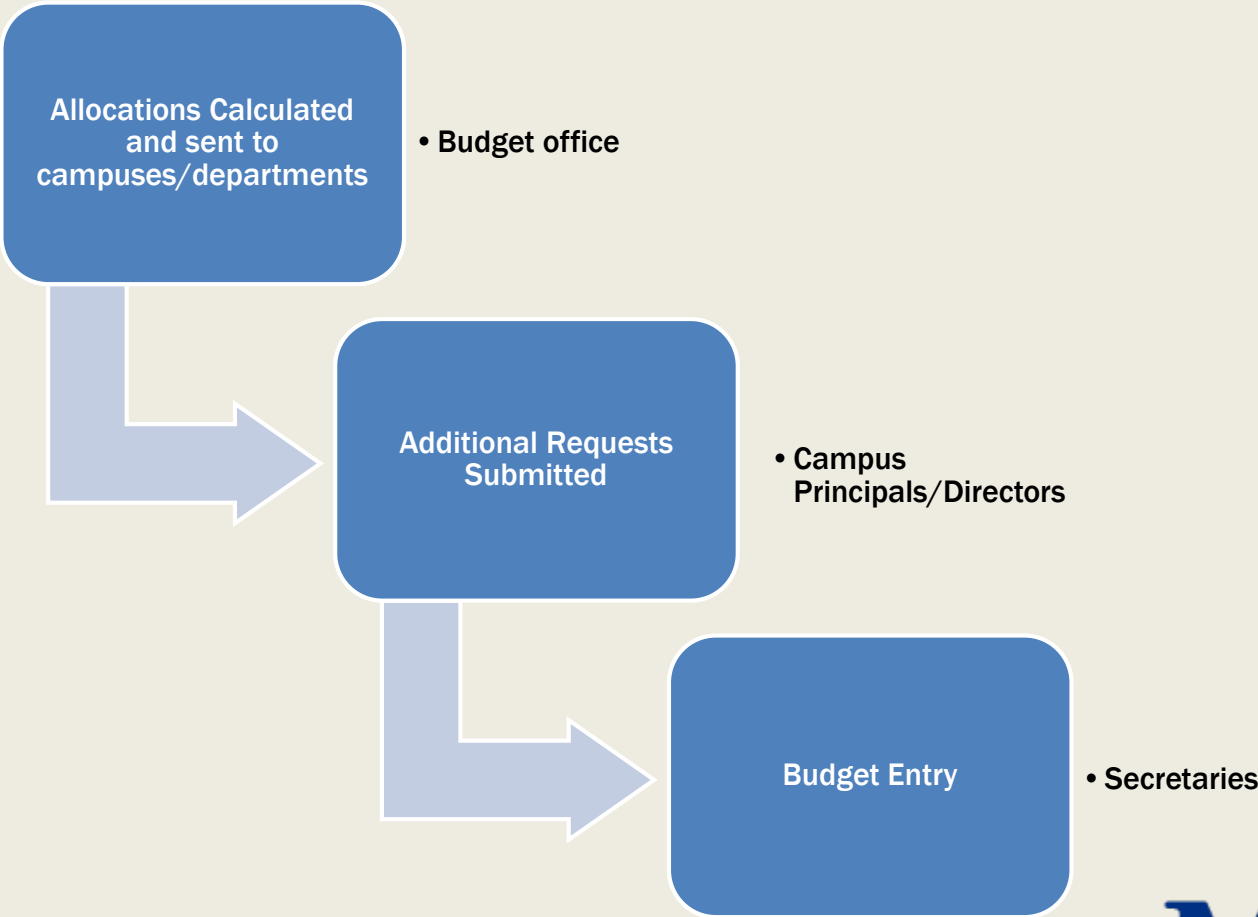 Allocations Calculated
and sent to
campuses/departments
• Budget office
Additional Requests
Submitted
• Campus
Principals/Directors
Budget Entry
• Secretaries